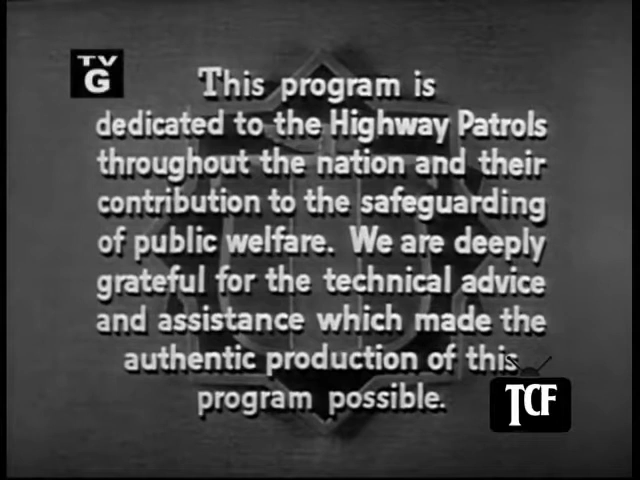 TV
G
This program is
dedicated to the Highway Patrols
throughout the nation and their
contribution to the safeguarding
of public welfare. We are deeply
grateful for the technical advice
and assistance which made the
authentic production of this
program possible.
TCF